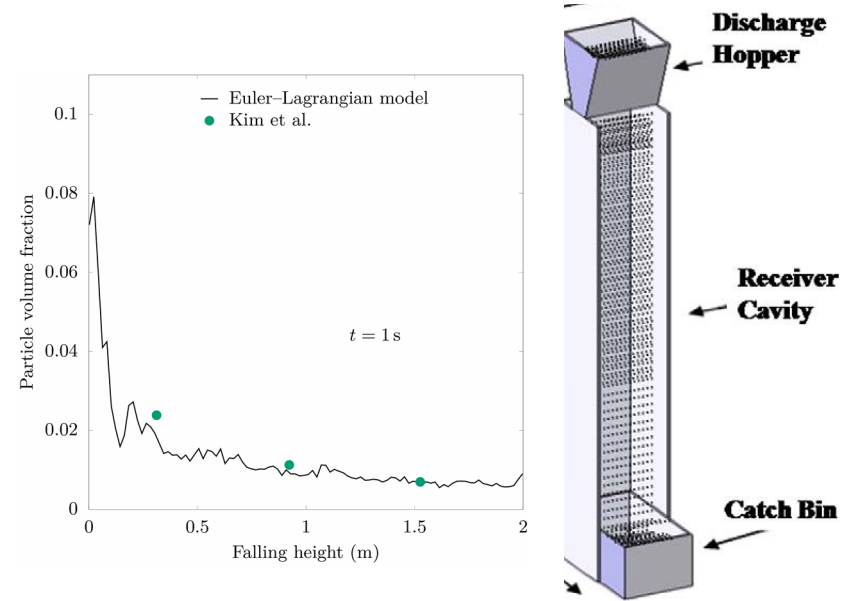 Discharge
Hopper
Euler–Lagrangian model
Kim et al.
0.1
0.08
0.06
0.04
0.02
0
Particle volume fraction
t = 1 s
0
0.5
1
1.5
2
Falling height (m)
Receiver
Cavity
Catch Bin